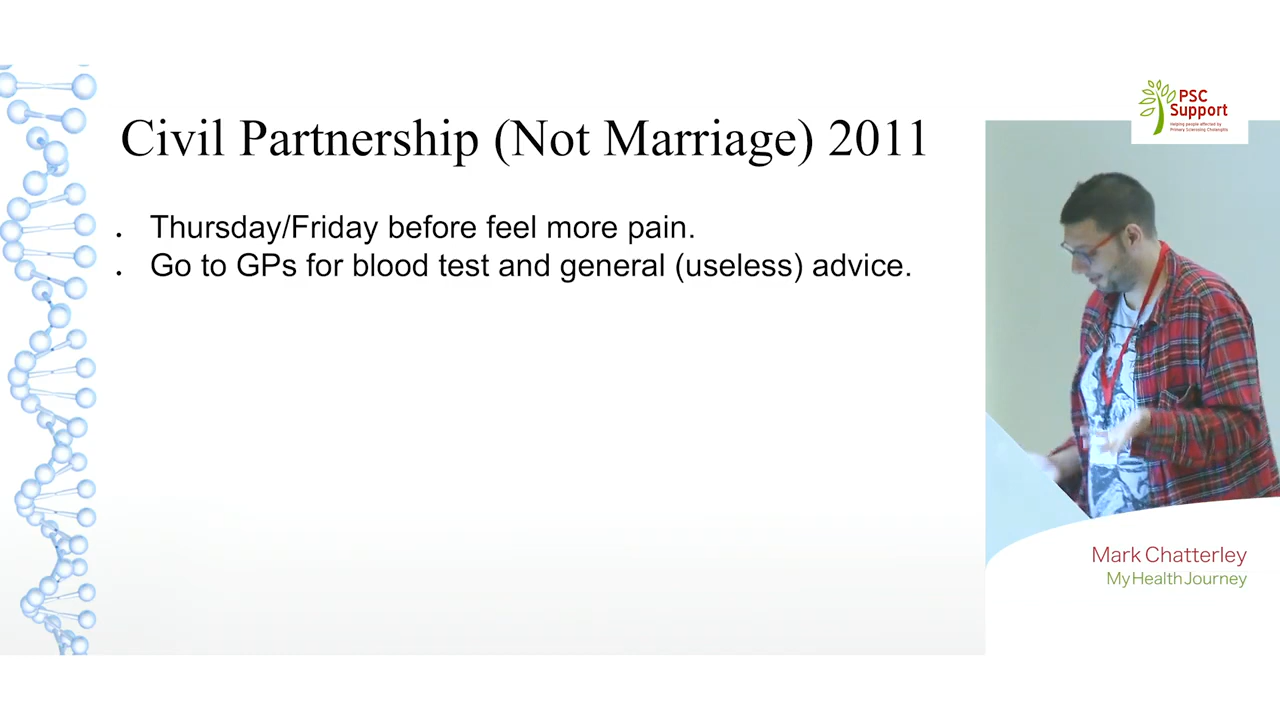 Civil Partnership (Not Marriage) 2011
. Thursday/Friday before feel more pain.
. Go to GPs for blood test and general (useless) advice.
PSC
Support
Helping people affected by
Primary Sclerosing Cholangitis
Mark Chatterley
My Health Journey